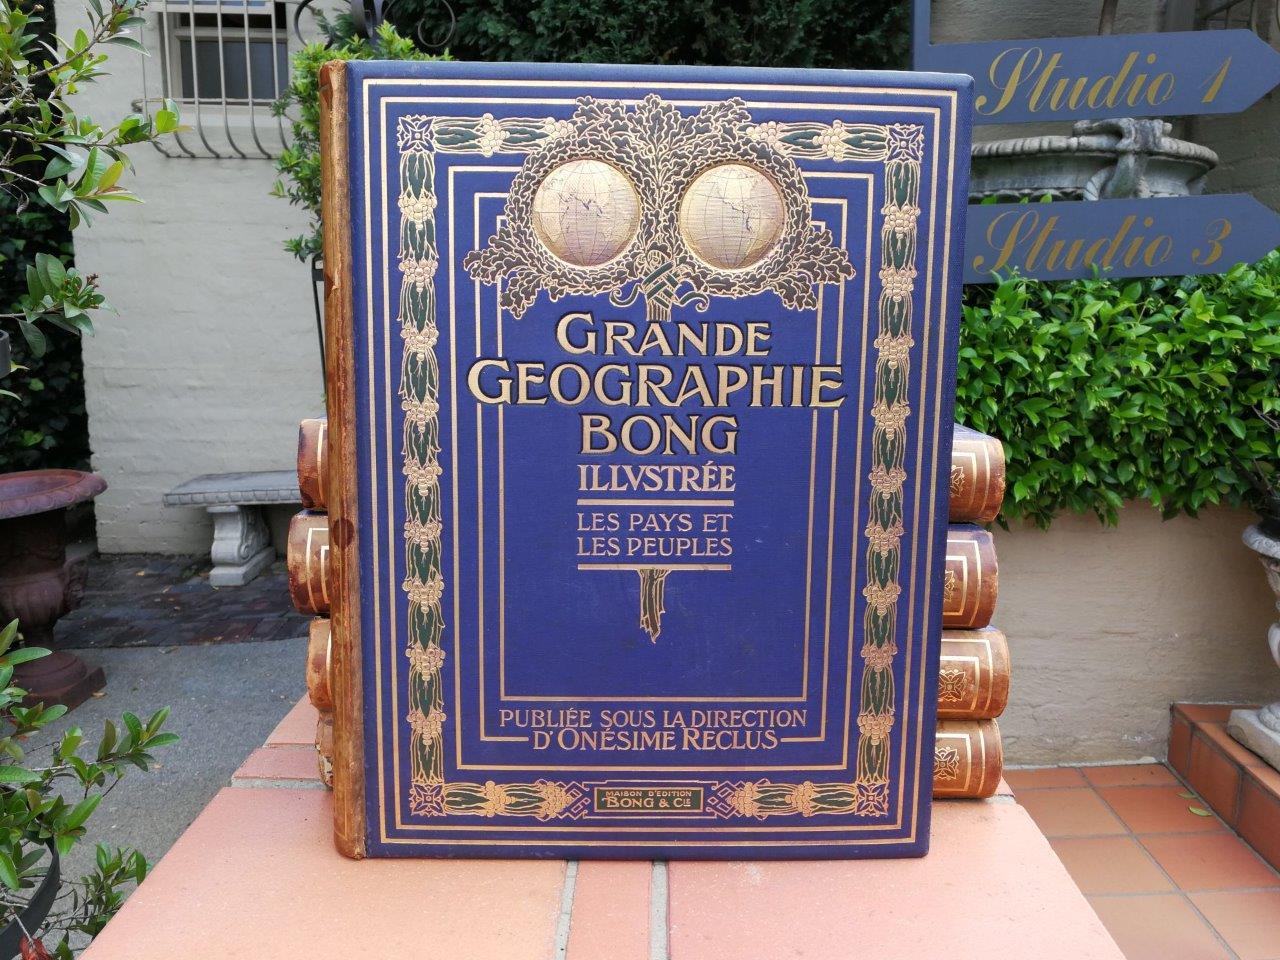 Studio 1
Studio 3
GRANDE
GEOGRAPHIE
BONG
ILLVSTRÉE
LES PAYS ET
LES PEUPLES
PUBLIÉE SOUS LA DIRECTION
D'ONÉSIME RECLUS
MAISON D'EDITION
BONG & CIE